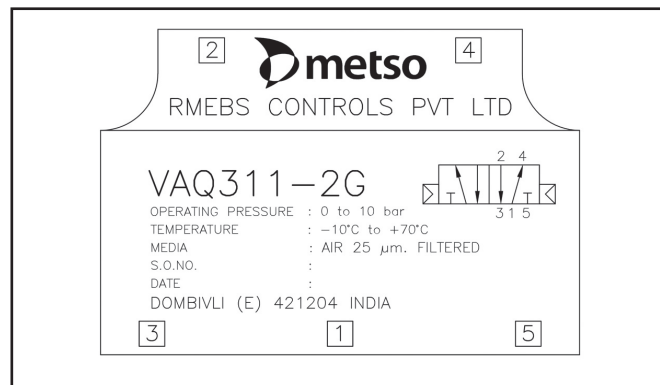 2 metso 4
RMEBS CONTROLS PVT LTD
VAQ311-2G
2 4
3 1 5
OPERATING PRESSURE : 0 to 10 bar
TEMPERATURE : -10°C to +70°C
MEDIA : AIR 25 μm. FILTERED
S.O.NO. :
DATE :
DOMBIVLI (E) 421204 INDIA
3 1 5